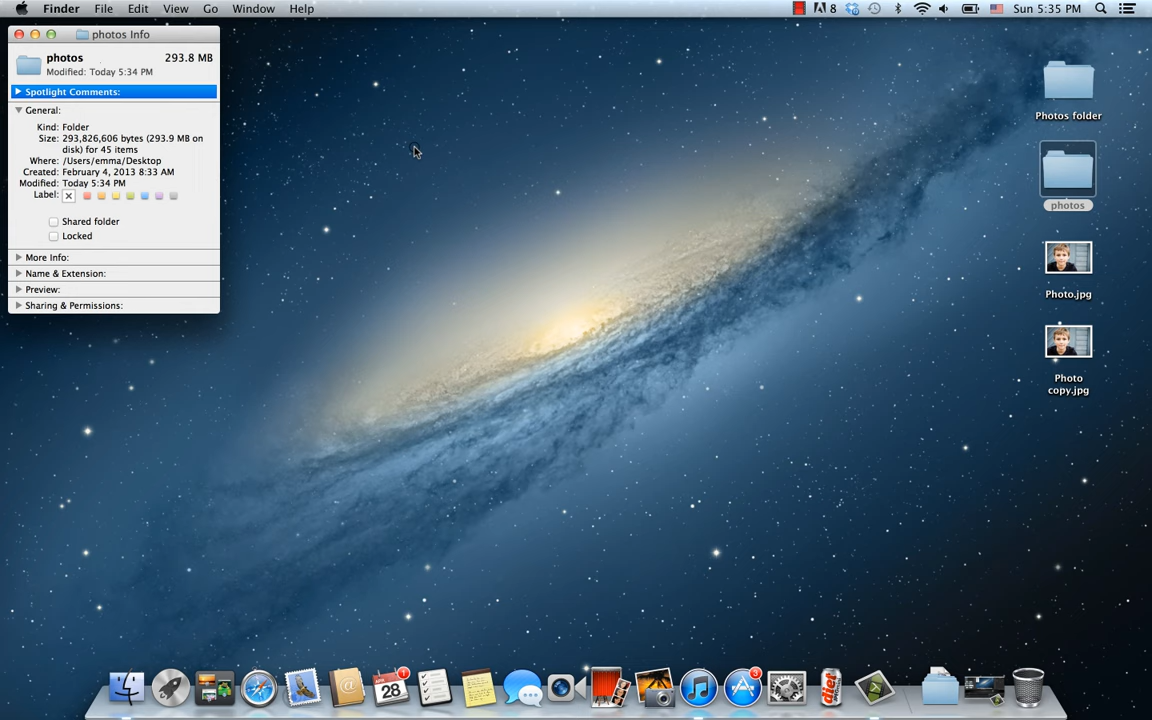 Finder File Edit View Go Window Help
8 Sun 5:35 PM
photos Info
photos 293.8 MB
Modified: Today 5:34 PM
Spotlight Comments:
General:
Kind: Folder
Size: 293,826,606 bytes (293.9 MB on
disk) for 45 items
Where: /Users/emma/Desktop
Created: February 4, 2013 8:33 AM
Modified: Today 5:34 PM
Label:
Shared folder
Locked
More Info:
Name & Extension:
Preview:
Sharing & Permissions:
Photos folder
photos
Photo.jpg
Photo
copy.jpg
APR
28
1
3